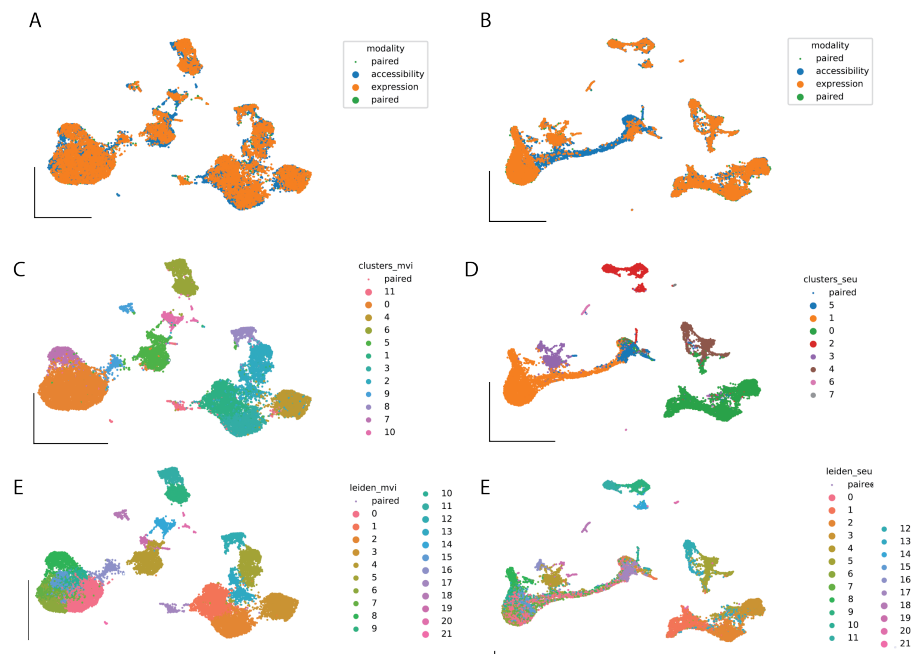 A
modality
paired
accessibility
expression
paired
B
modality
paired
accessibility
expression
paired
C
clusters_mvi
paired
11
0
4
6
5
1
3
2
9
8
7
10
D
clusters_seu
paired
5
1
0
2
3
4
6
7
E
leiden_mvi
paired
0
1
2
3
4
5
6
7
8
9
10
11
12
13
14
15
16
17
18
19
20
21
E
leiden_seu
paire
0
1
2
3
4
5
6
7
8
9
10
11
12
13
14
15
16
17
18
19
20
21